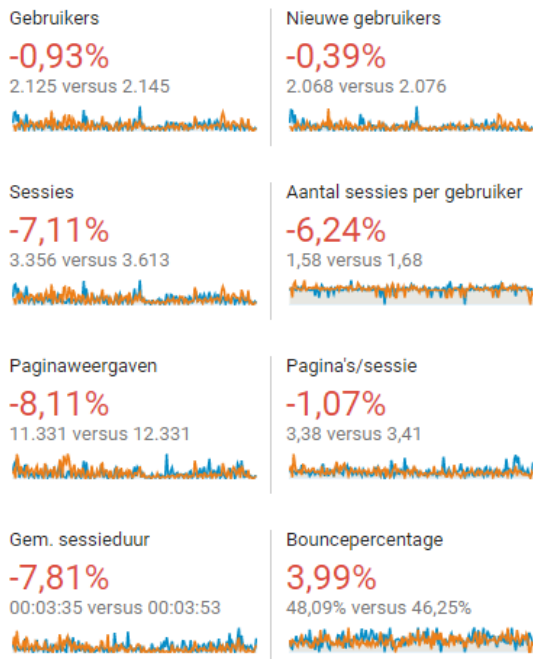 Gebruikers
-0,93%
2.125 versus 2.145
Nieuwe gebruikers
-0,39%
2.068 versus 2.076
Sessies
-7,11%
3.356 versus 3.613
Aantal sessies per gebruiker
-6,24%
1,58 versus 1,68
Paginaweergaven
-8,11%
11.331 versus 12.331
Pagina's/sessie
-1,07%
3,38 versus 3,41
Gem. sessieduur
-7,81%
00:03:35 versus 00:03:53
Bouncepercentage
3,99%
48,09% versus 46,25%